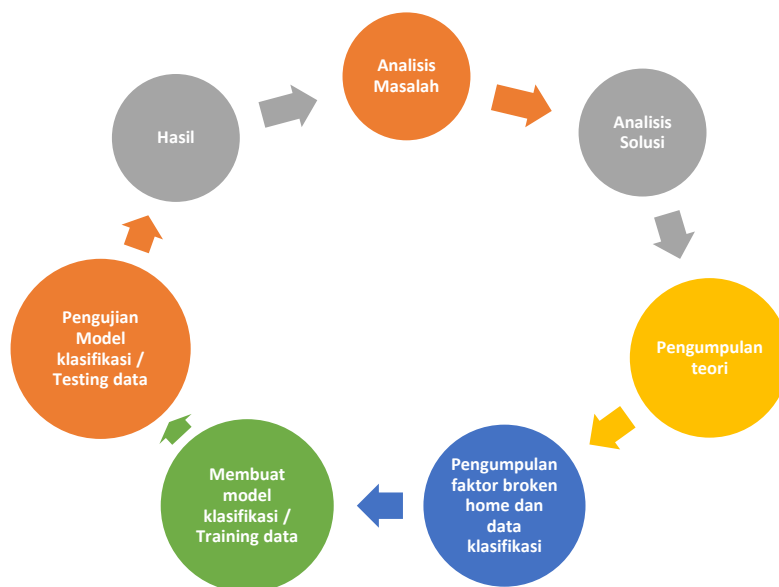 Analisis
Masalah
Analisis
Solusi
Pengumpulan
teori
Pengumpulan
faktor broken
home dan
data
klasifikasi
Membuat
model
klasifikasi /
Training data
Pengujian
Model
klasifikasi /
Testing data
Hasil